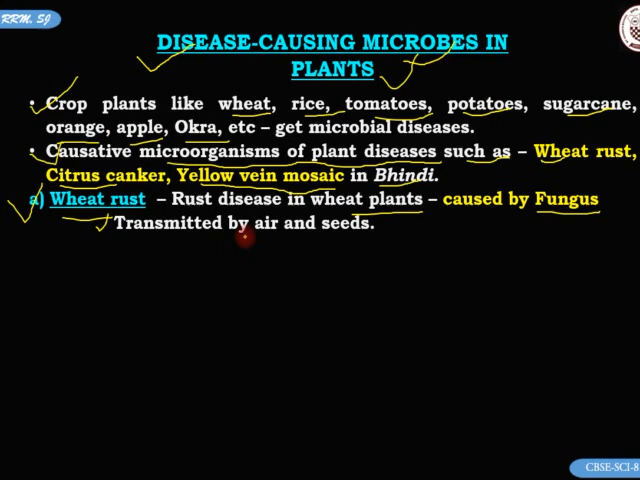 RRM, SJ
DISEASE-CAUSING MICROBES IN
PLANTS
• Crop plants like wheat, rice, tomatoes, potatoes, sugarcane,
orange, apple, Okra, etc – get microbial diseases.
• Causative microorganisms of plant diseases such as – Wheat rust,
Citrus canker, Yellow vein mosaic in Bhindi.
a) Wheat rust – Rust disease in wheat plants – caused by Fungus
Transmitted by air and seeds.
CBSE-SCI-8